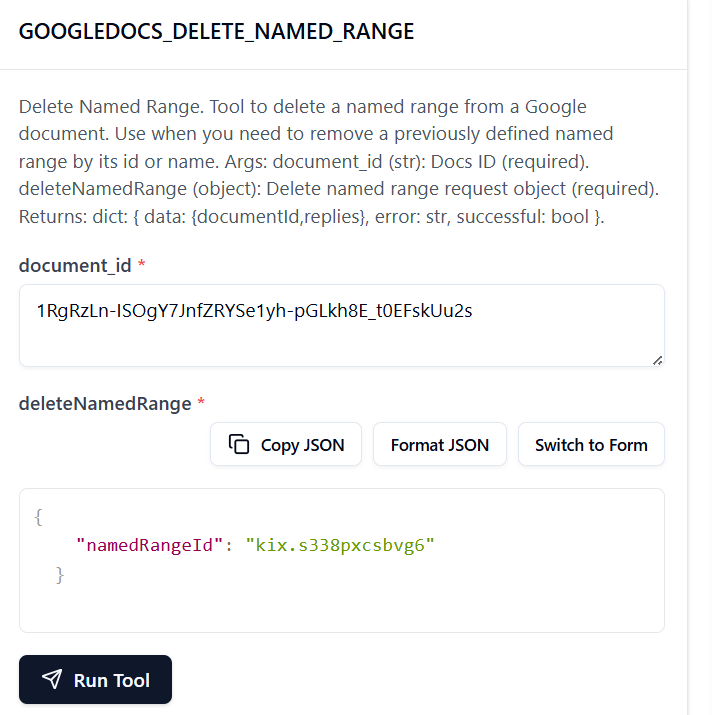 GOOGLEDOCS_DELETE_NAMED_RANGE
Delete Named Range. Tool to delete a named range from a Google
document. Use when you need to remove a previously defined named
range by its id or name. Args: document_id (str): Docs ID (required).
deleteNamedRange (object): Delete named range request object (required).
Returns: dict: { data: {documentId,replies}, error: str, successful: bool }.
document_id *
1RgRzLn-ISOgY7JnfZRYSe1yh-pGLkh8E_t0EFskUu2s
deleteNamedRange *
Copy JSON
Format JSON
Switch to Form
{
"namedRangeId": "kix.s338pxcsbvg6"
}
Run Tool